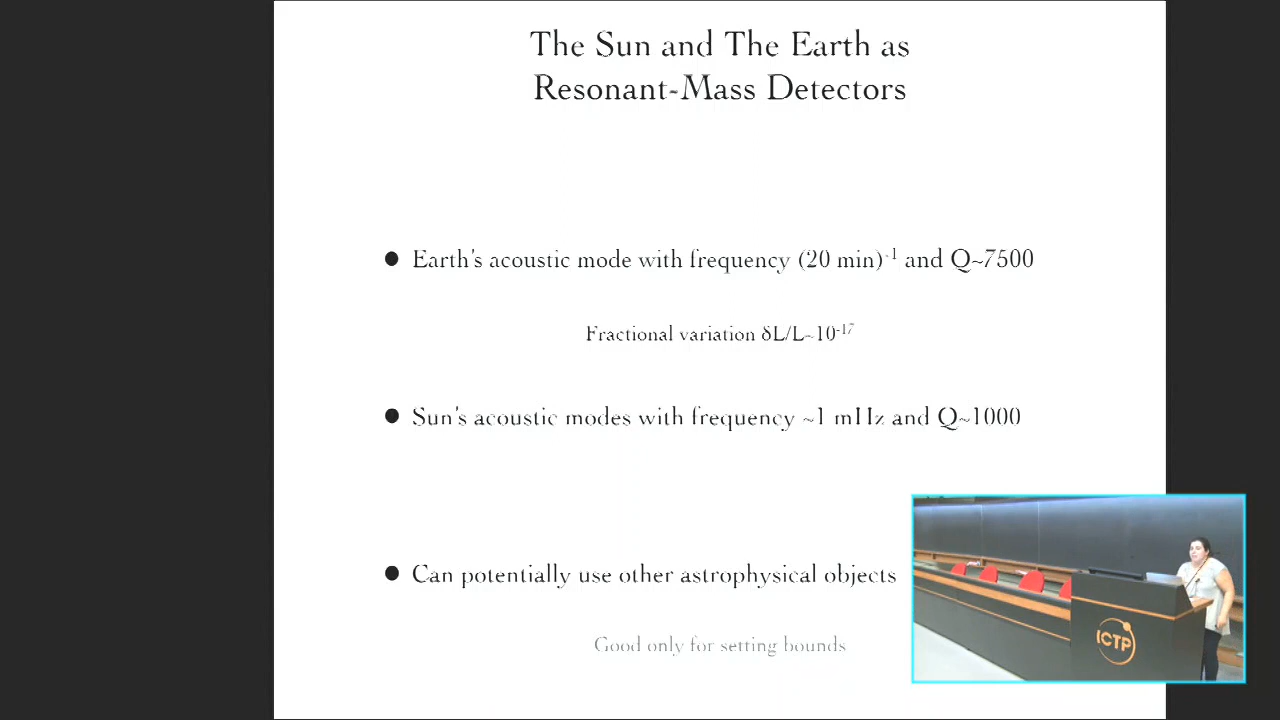 The Sun and The Earth as
Resonant-Mass Detectors
● Earth's acoustic mode with frequency (20 min)⁻¹ and Q~7500
Fractional variation δL/L~10⁻¹⁷
● Sun's acoustic modes with frequency ~1 mHz and Q~1000
● Can potentially use other astrophysical objects
Good only for setting bounds
ICTP